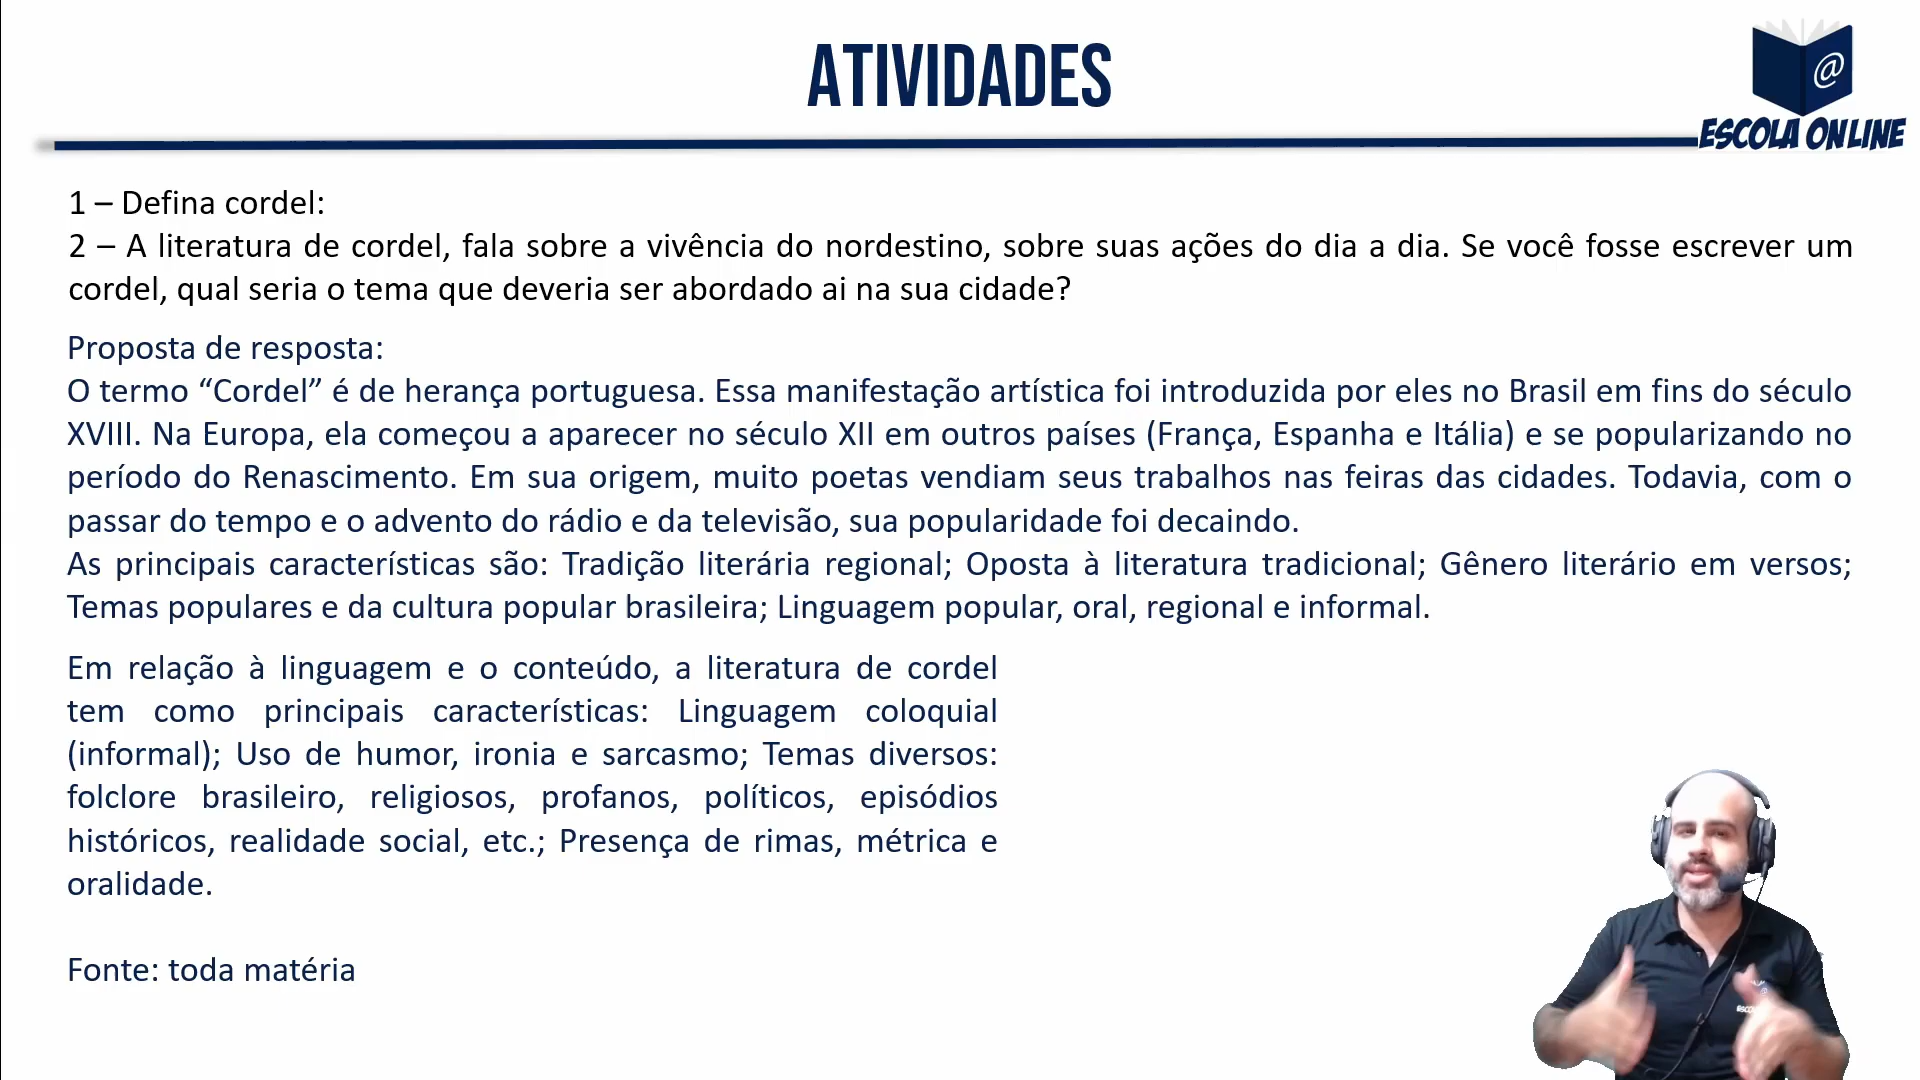 ATIVIDADES
@
ESCOLA ONLINE
1 – Defina cordel:
2 – A literatura de cordel, fala sobre a vivência do nordestino, sobre suas ações do dia a dia. Se você fosse escrever um
cordel, qual seria o tema que deveria ser abordado ai na sua cidade?
Proposta de resposta:
O termo “Cordel” é de herança portuguesa. Essa manifestação artística foi introduzida por eles no Brasil em fins do século
XVIII. Na Europa, ela começou a aparecer no século XII em outros países (França, Espanha e Itália) e se popularizando no
período do Renascimento. Em sua origem, muito poetas vendiam seus trabalhos nas feiras das cidades. Todavia, com o
passar do tempo e o advento do rádio e da televisão, sua popularidade foi decaindo.
As principais características são: Tradição literária regional; Oposta à literatura tradicional; Gênero literário em versos;
Temas populares e da cultura popular brasileira; Linguagem popular, oral, regional e informal.
Em relação à linguagem e o conteúdo, a literatura de cordel
tem como principais características: Linguagem coloquial
(informal); Uso de humor, ironia e sarcasmo; Temas diversos:
folclore brasileiro, religiosos, profanos, políticos, episódios
históricos, realidade social, etc.; Presença de rimas, métrica e
oralidade.
Fonte: toda matéria